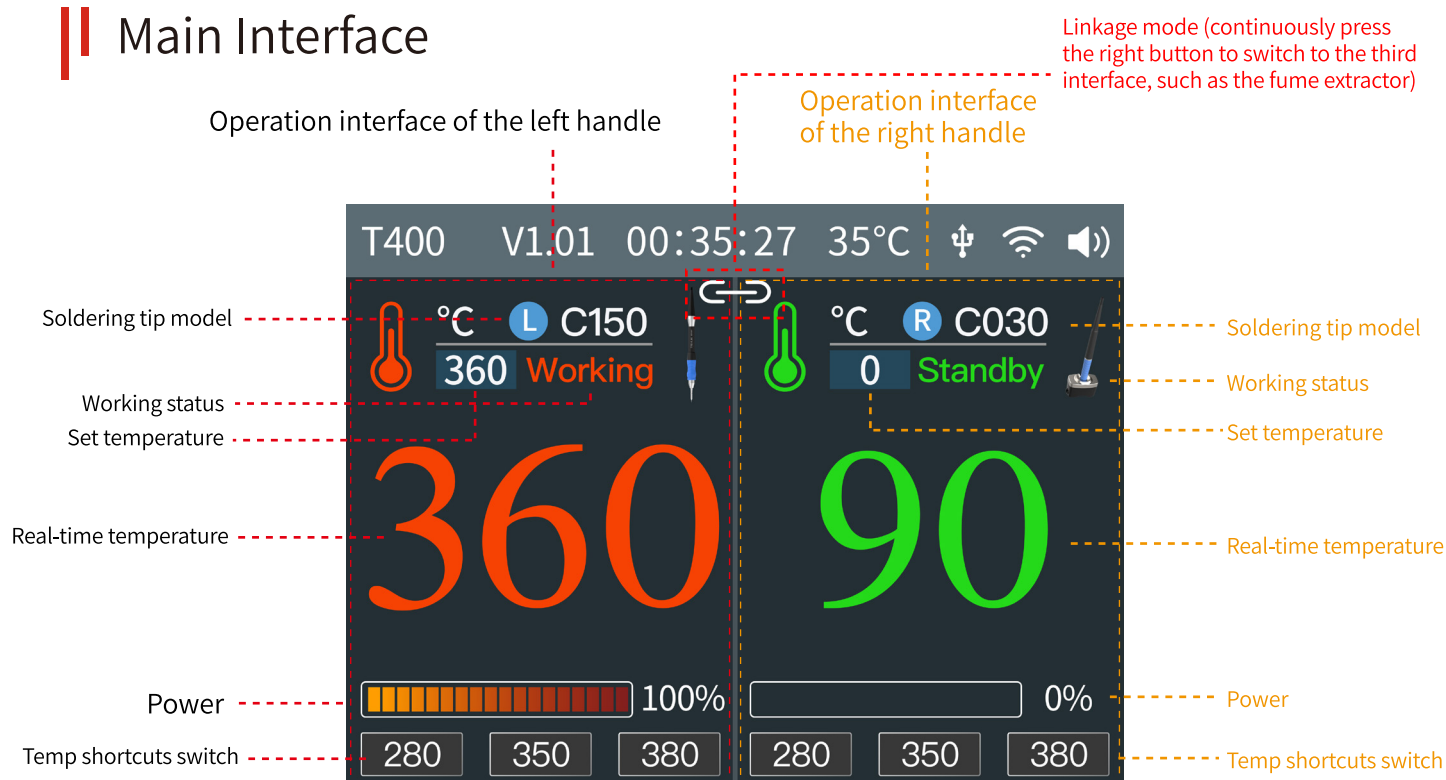 Main Interface
Linkage mode (continuously press
the right button to switch to the third
interface, such as the fume extractor)
Operation interface of the left handle
Operation interface
of the right handle
T400 V1.01 00:35:27 35°C
Soldering tip model
°C L C150
°C R C030
Soldering tip model
360 Working
0 Standby
Working status
Working status
Set temperature
Set temperature
360
90
Real-time temperature
Real-time temperature
Power
100%
0%
Power
Temp shortcuts switch
280 350 380
280 350 380
Temp shortcuts switch